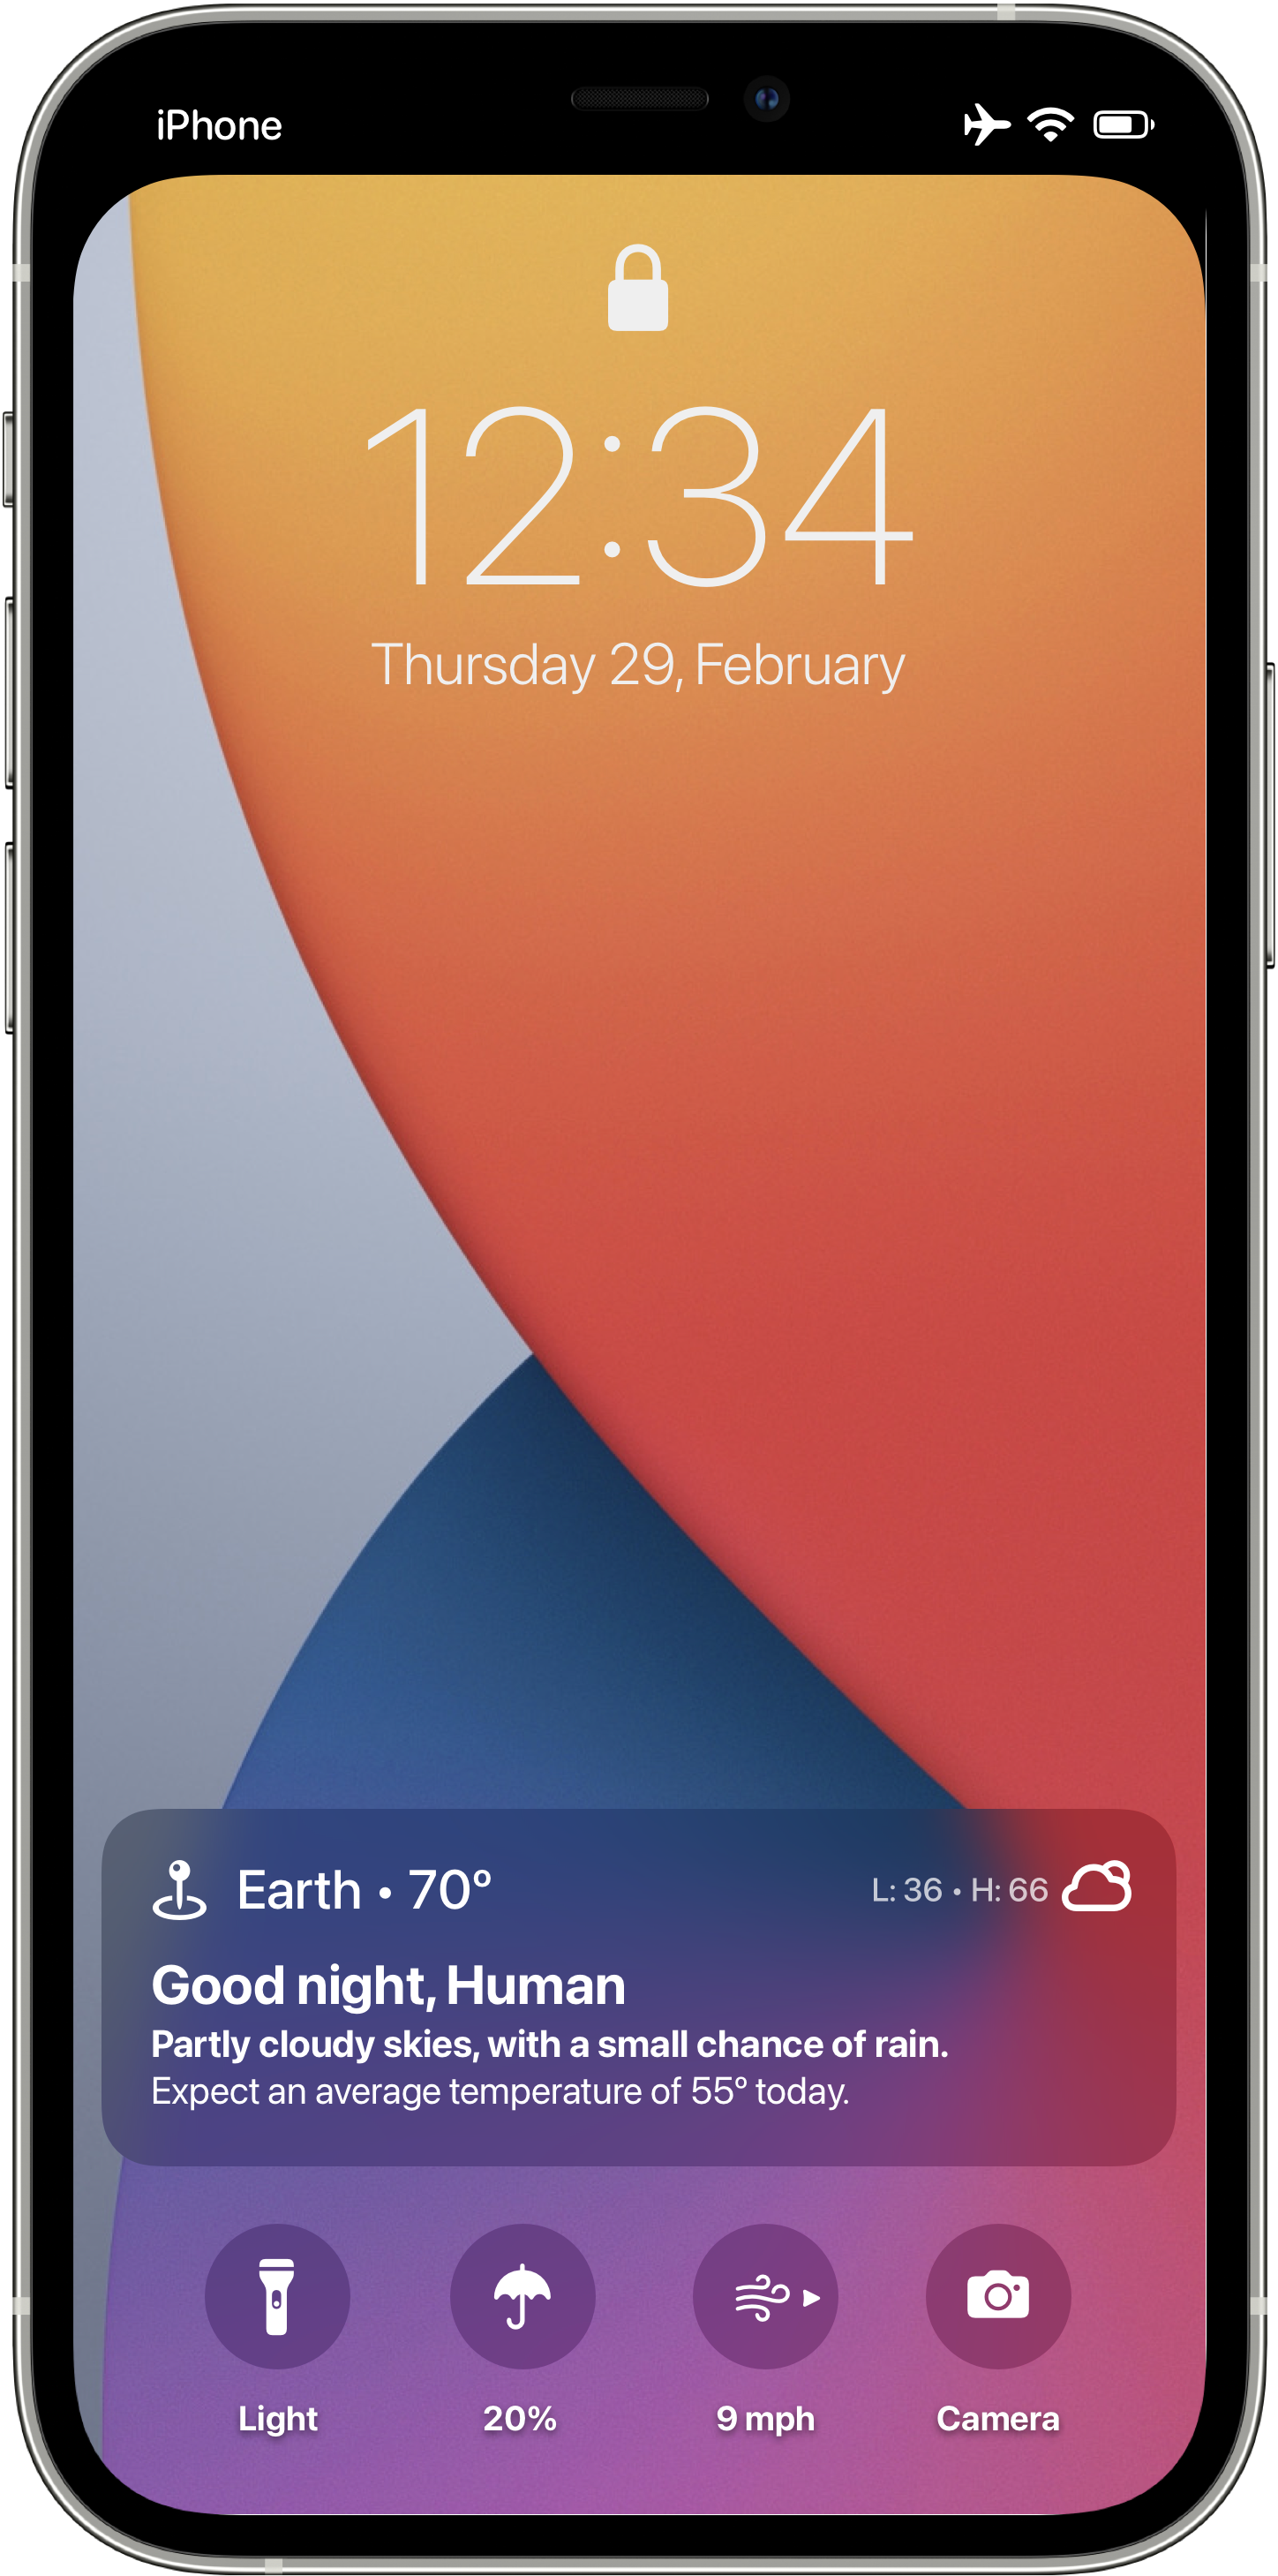 iPhone
12:34
Thursday 29, February
Earth • 70°
L: 36 • H: 66
Good night, Human
Partly cloudy skies, with a small chance of rain.
Expect an average temperature of 55° today.
Light
20%
9 mph
Camera